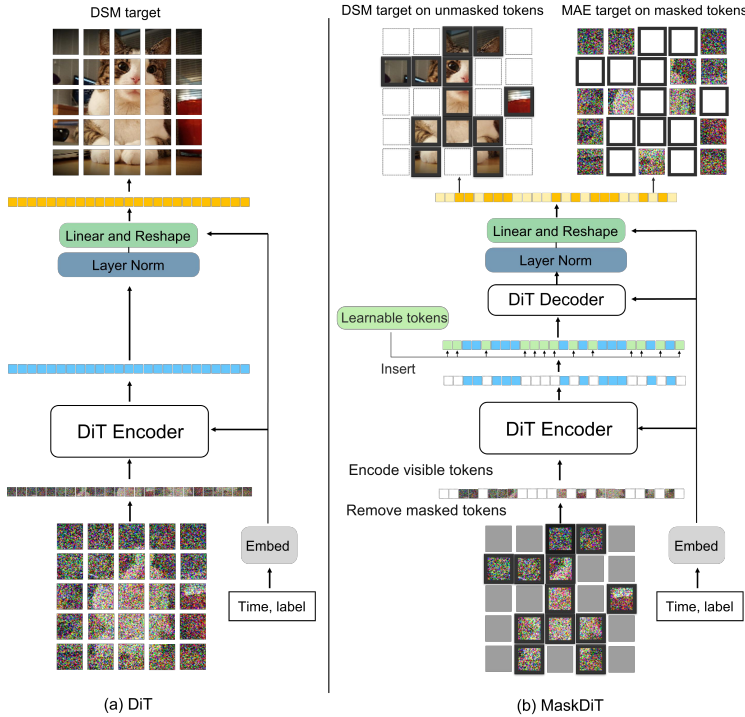 DSM target
Linear and Reshape
Layer Norm
DiT Encoder
Embed
Time, label
(a) DiT
DSM target on unmasked tokens
MAE target on masked tokens
Linear and Reshape
Layer Norm
DiT Decoder
Learnable tokens
Insert
DiT Encoder
Encode visible tokens
Remove masked tokens
Embed
Time, label
(b) MaskDiT